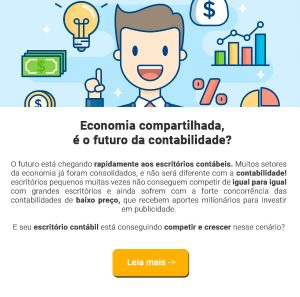 Economia compartilhada,
é o futuro da contabilidade?
O futuro está chegando rapidamente aos escritórios contábeis. Muitos setores
da economia já foram consolidados, e não será diferente com a contabilidade!
escritórios pequenos muitas vezes não conseguem competir de igual para igual
com grandes escritórios e ainda sofrem com a forte concorrência das
contabilidades de baixo preço, que recebem aportes milionários para investir
em publicidade.
E seu escritório contábil está conseguindo competir e crescer nesse cenário?
Leia mais ->